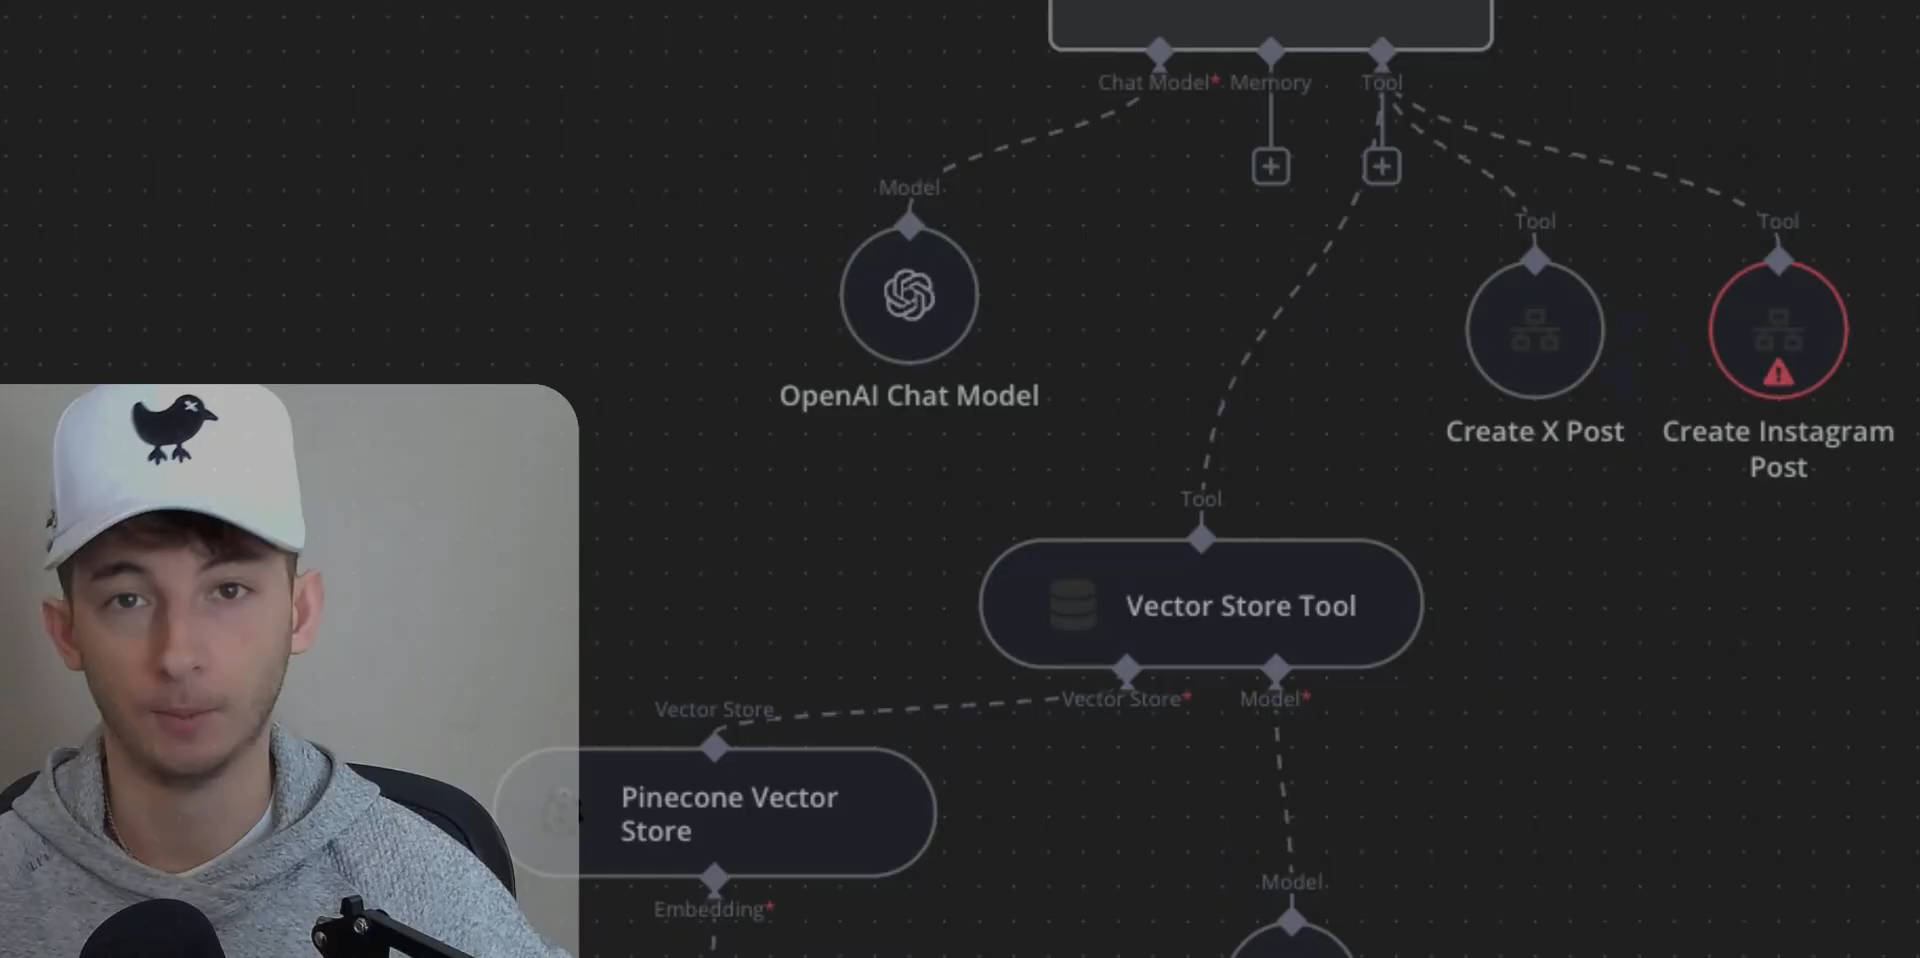 Chat Model* Memory Tool
Model
Tool
Tool
OpenAI Chat Model
Create X Post
Create Instagram
Post
Tool
Vector Store Tool
Vector Store* Model*
Vector Store
Pinecone Vector
Store
Model
Embedding*